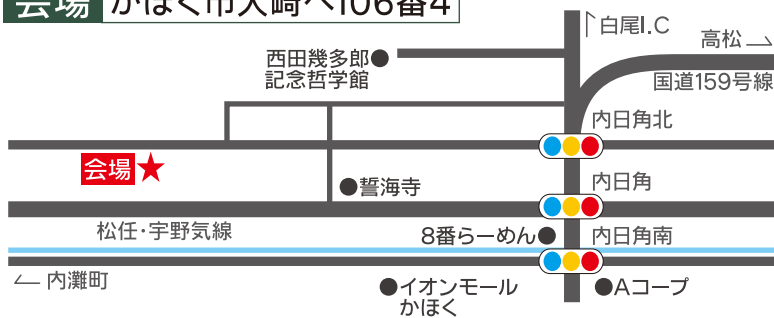 会場 かほく市大崎へ106番4
白尾I.C
高松
西田幾多郎
記念哲学館
国道159号線
内日角北
会場★
誓海寺
内日角
松任・宇野気線
8番らーめん
内日角南
内灘町
イオンモール
かほく
Aコープ